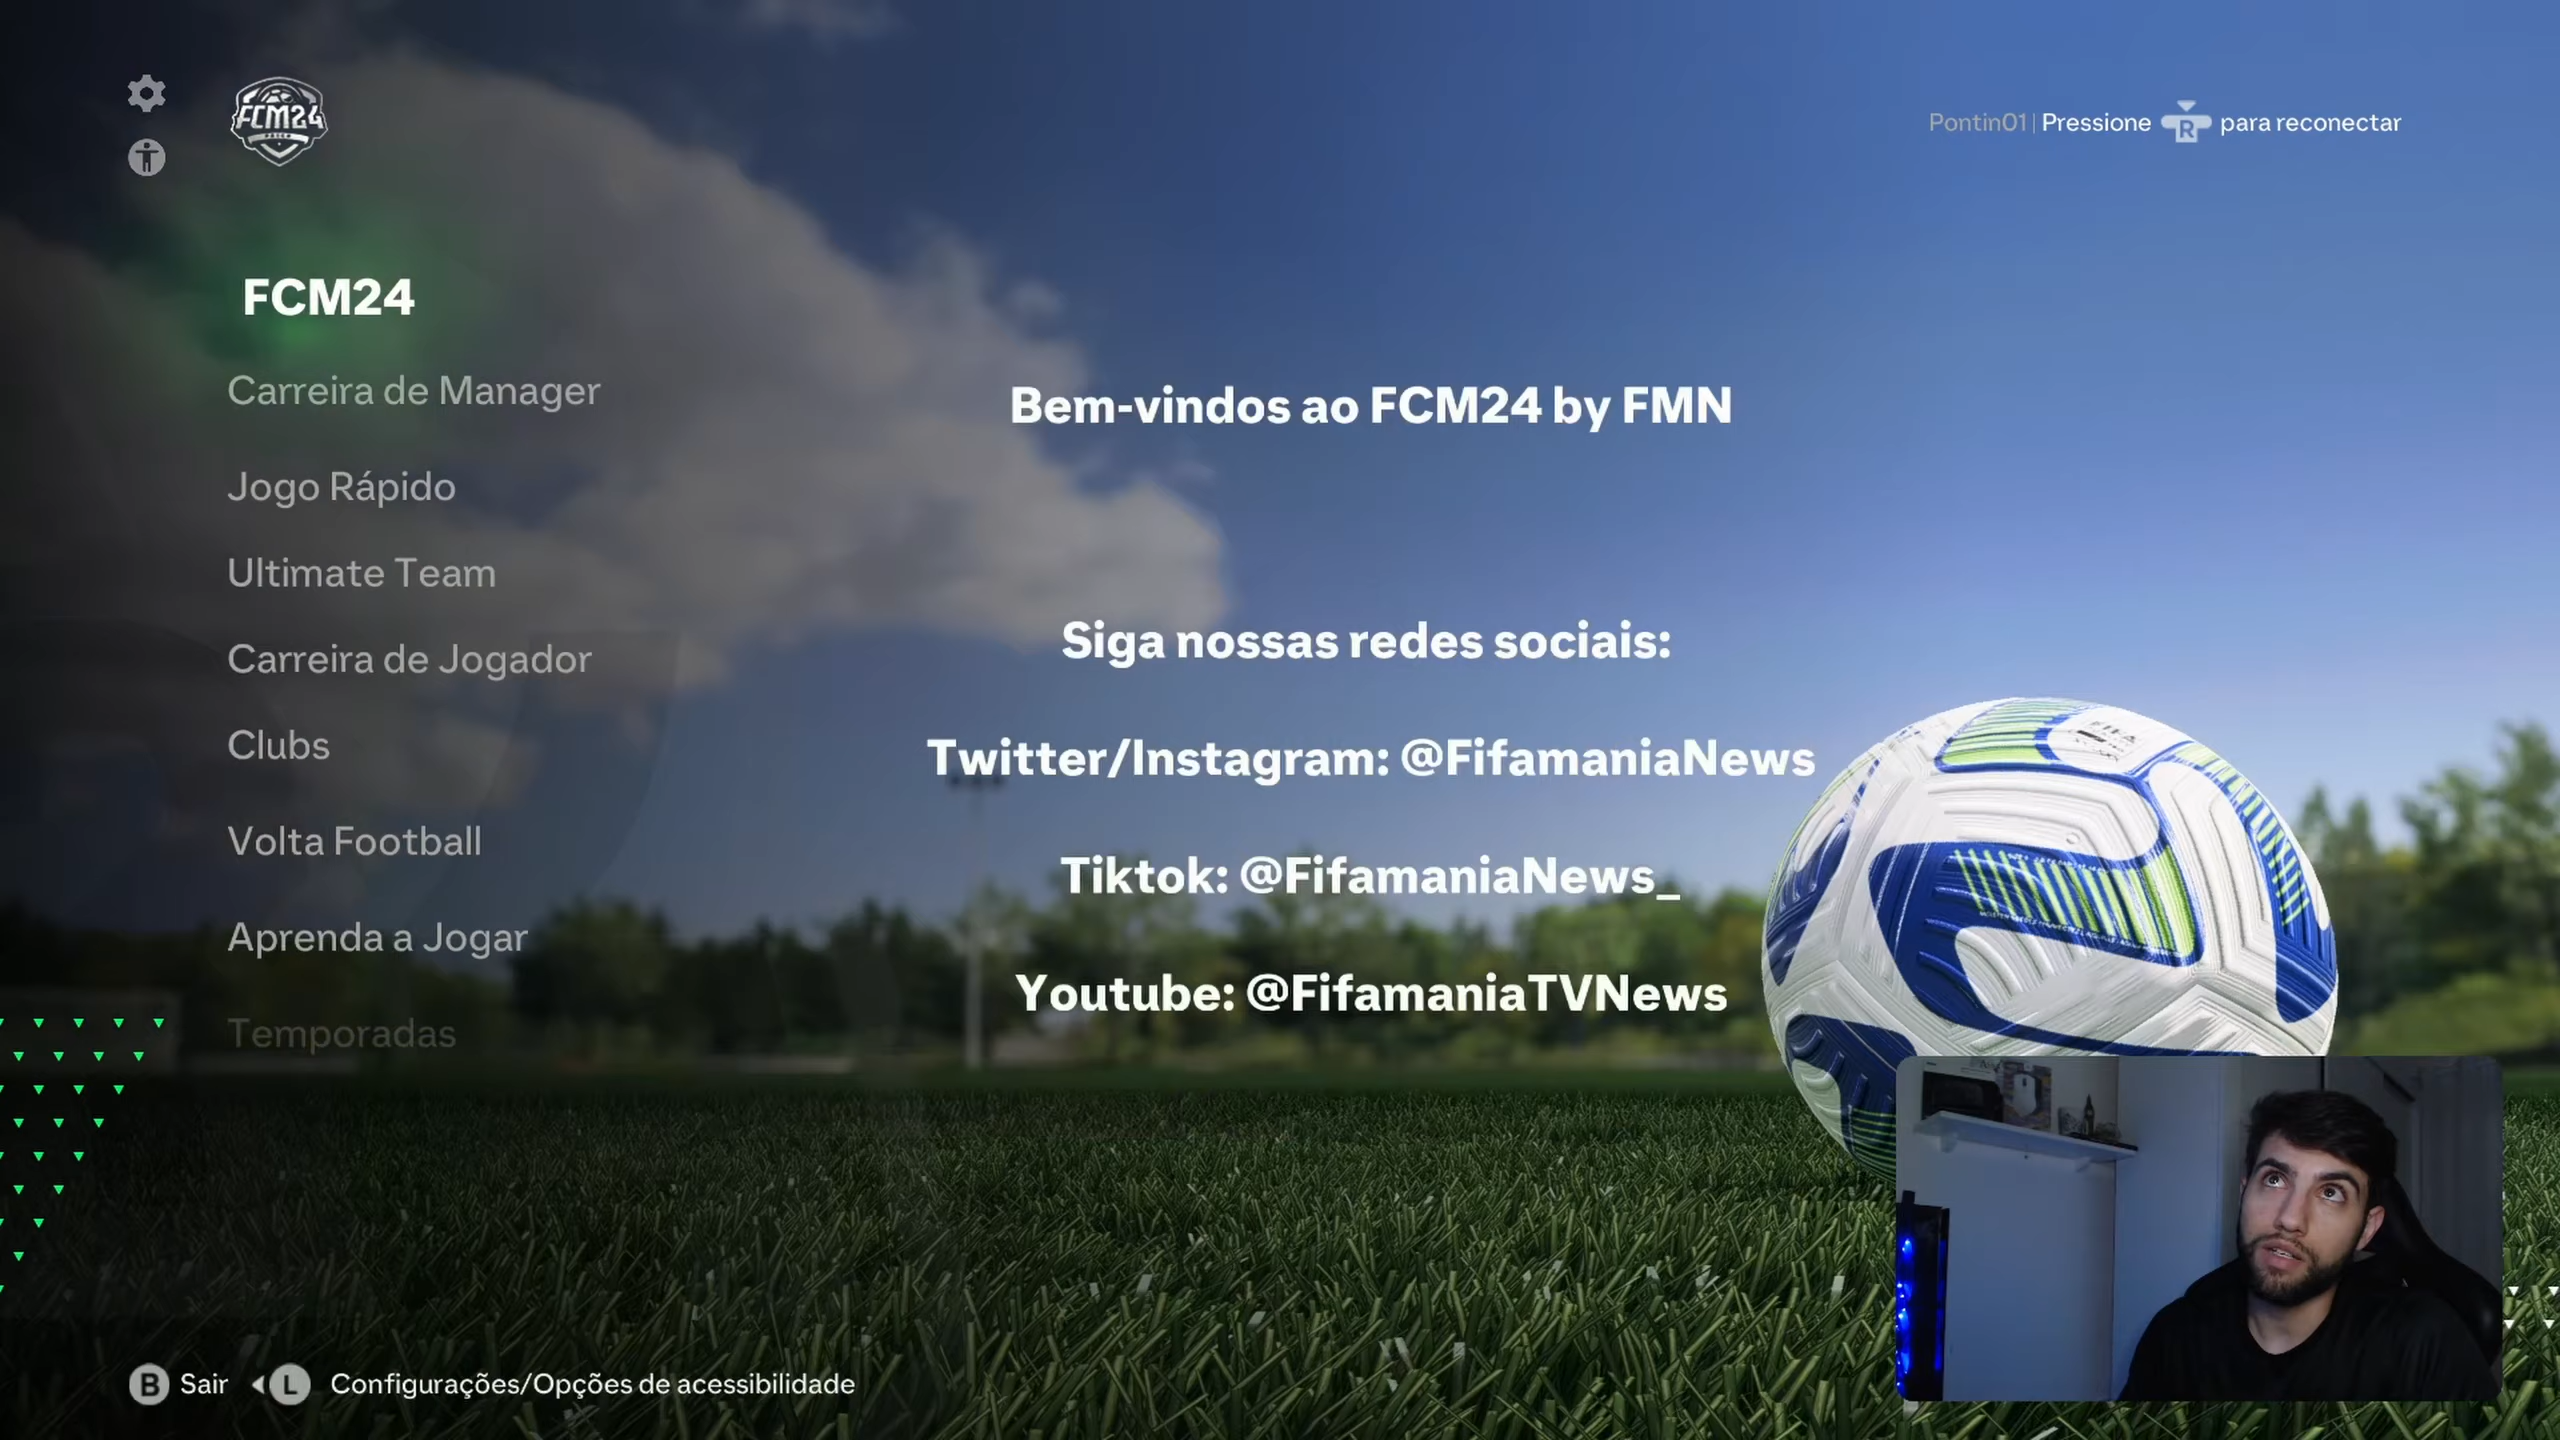 FCM24
Pontin01 | Pressione R para reconectar
FCM24
Carreira de Manager
Jogo Rápido
Ultimate Team
Carreira de Jogador
Clubs
Volta Football
Aprenda a Jogar
Temporadas
Bem-vindos ao FCM24 by FMN
Siga nossas redes sociais:
Twitter/Instagram: @FifamaniaNews
Tiktok: @FifamaniaNews_
Youtube: @FifamaniaTVNews
B Sair L Configurações/Opções de acessibilidade